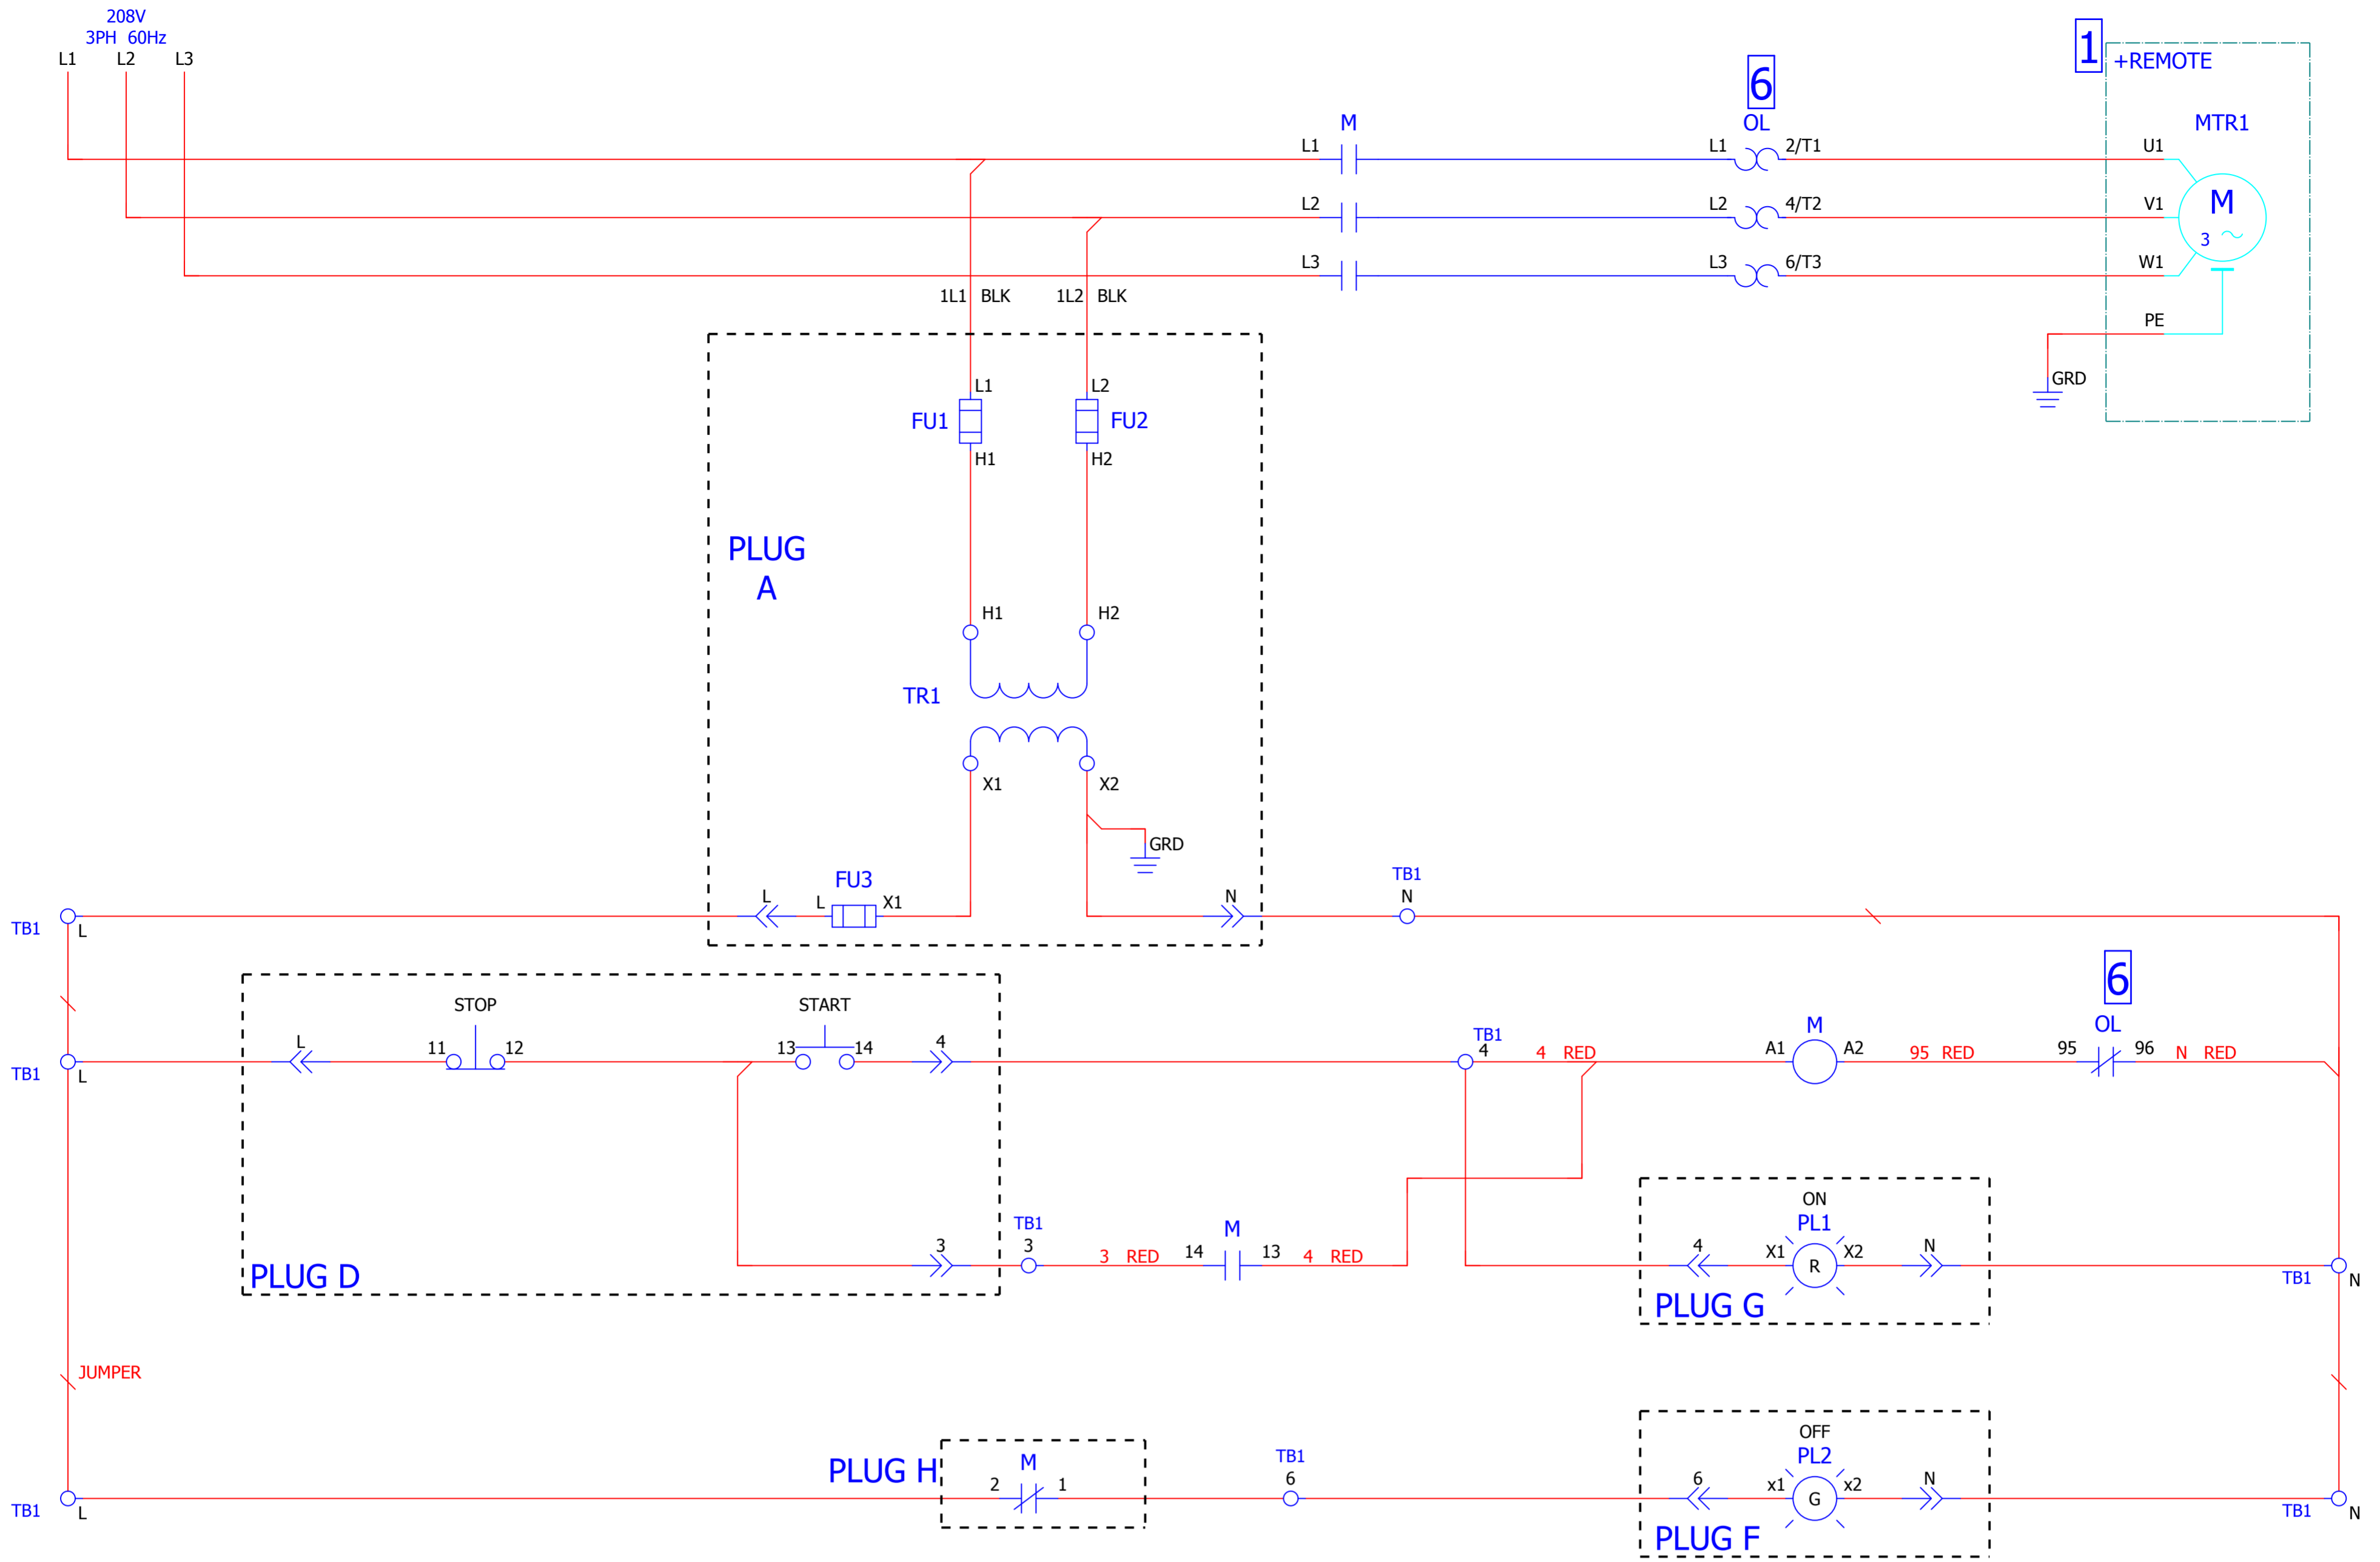 208V
3PH 60Hz
L1 L2 L3
1
+REMOTE
6
M
OL
MTR1
L1 L1 2/T1 U1
L2 L2 4/T2 V1
M
3
L3 L3 6/T3 W1
1L1 BLK 1L2 BLK
PE
GRD
L1 L2
FU1 FU2
H1 H2
PLUG
A
H1 H2
TR1
X1 X2
GRD
FU3
TB1
L L X1 N N
TB1 L
6
STOP START
M OL
TB1
L 11 12 13 14 4 4 4 RED A1 A2 95 RED 95 96 N RED
TB1 L
ON
PL1
TB1
M
3 3 3 RED 14 13 4 RED 4 X1 X2 N
R
PLUG D
TB1 N
PLUG G
JUMPER
OFF
PL2
PLUG H
M
TB1
2 1 6 6 x1 x2 N
G
TB1 L
TB1 N
PLUG F